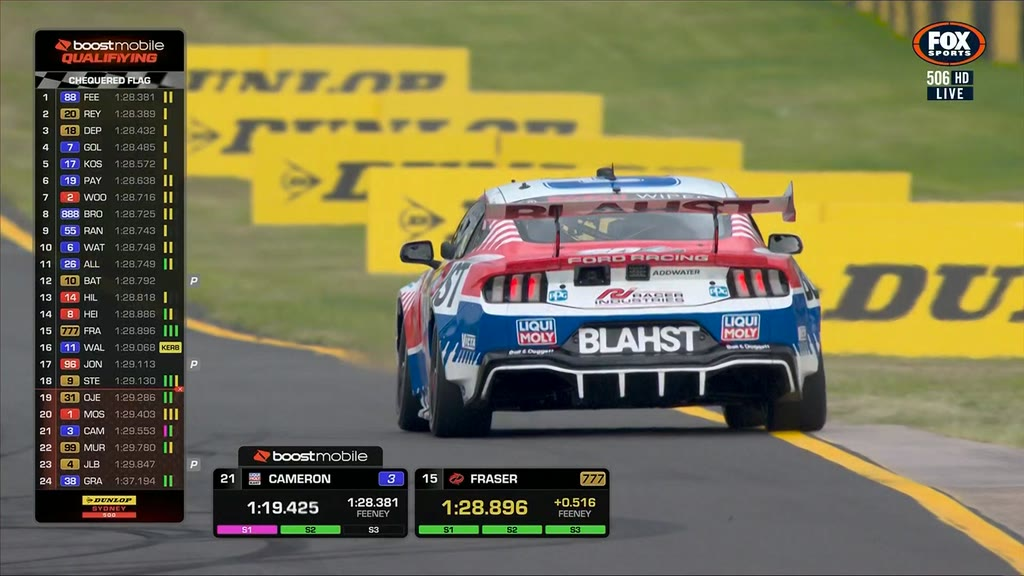 boostmobile
QUALIFYING
CHEQUERED FLAG
1 88 FEE 1:28.381
2 20 REY 1:28.389
3 18 DEP 1:28.432
4 7 GOL 1:28.485
5 17 KOS 1:28.572
6 19 PAY 1:28.638
7 2 WOO 1:28.716
8 888 BRO 1:28.725
9 55 RAN 1:28.743
10 6 WAT 1:28.748
11 26 ALL 1:28.749
12 10 BAT 1:28.792 P
13 14 HIL 1:28.818
14 8 HEI 1:28.886
15 777 FRA 1:28.896
16 11 WAL 1:29.068 KERB
17 96 JON 1:29.113 P
18 9 STE 1:29.130
19 31 OJE 1:29.286
20 1 MOS 1:29.403
21 3 CAM 1:29.553
22 99 MUR 1:29.780
23 4 JLB 1:29.847 P
24 38 GRA 1:37.194
DUNLOP
SYDNEY
500
FOX
SPORTS
506 HD
LIVE
DUNLOP
DUNLOP
BLAHST
FORD RACING
ADDWATER
PPG
RACER
INDUSTRIES
PPG
LIQUI
MOLY
BLAHST
LIQUI
MOLY
DU
boostmobile
21 CAMERON 3
1:19.425
1:28.381
FEENEY
S1 S2 S3
15 FRASER 777
1:28.896
+0.516
FEENEY
S1 S2 S3